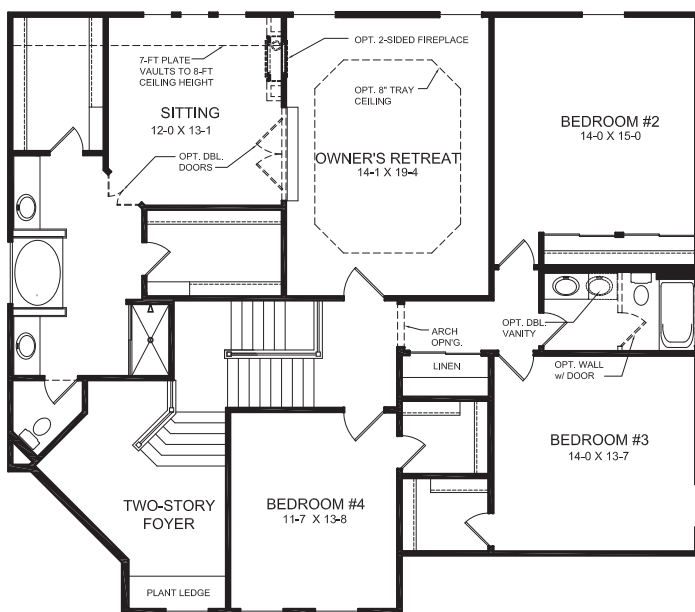 OPT. 2-SIDED FIREPLACE
7-FT PLATE
VAULTS TO 8-FT
CEILING HEIGHT
SITTING
12-0 X 13-1
OPT. DBL.
DOORS
OPT. 8" TRAY
CEILING
OWNER'S RETREAT
14-1 X 19-4
BEDROOM #2
14-0 X 15-0
ARCH
OPN'G.
LINEN
OPT. DBL.
VANITY
OPT. WALL
w/ DOOR
BEDROOM #3
14-0 X 13-7
TWO-STORY
FOYER
BEDROOM #4
11-7 X 13-8
PLANT LEDGE